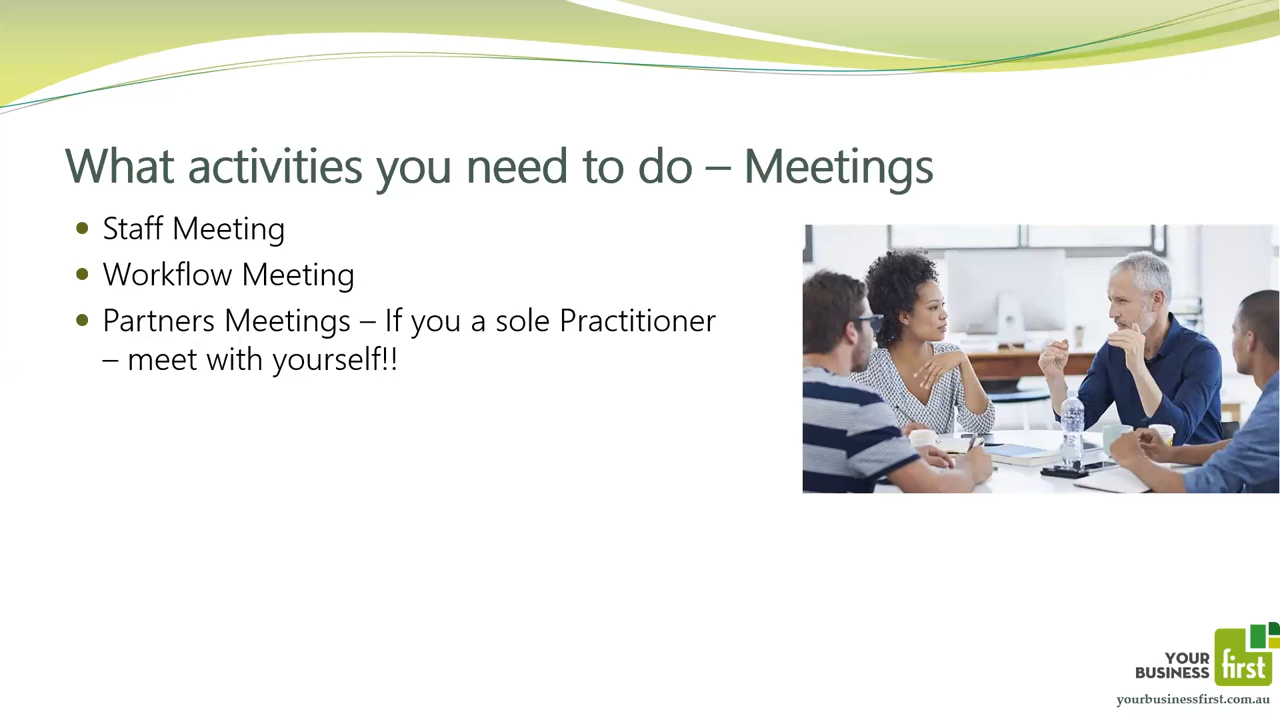 What activities you need to do – Meetings
• Staff Meeting
• Workflow Meeting
• Partners Meetings – If you a sole Practitioner
– meet with yourself!!
YOUR
BUSINESS first
yourbusinessfirst.com.au